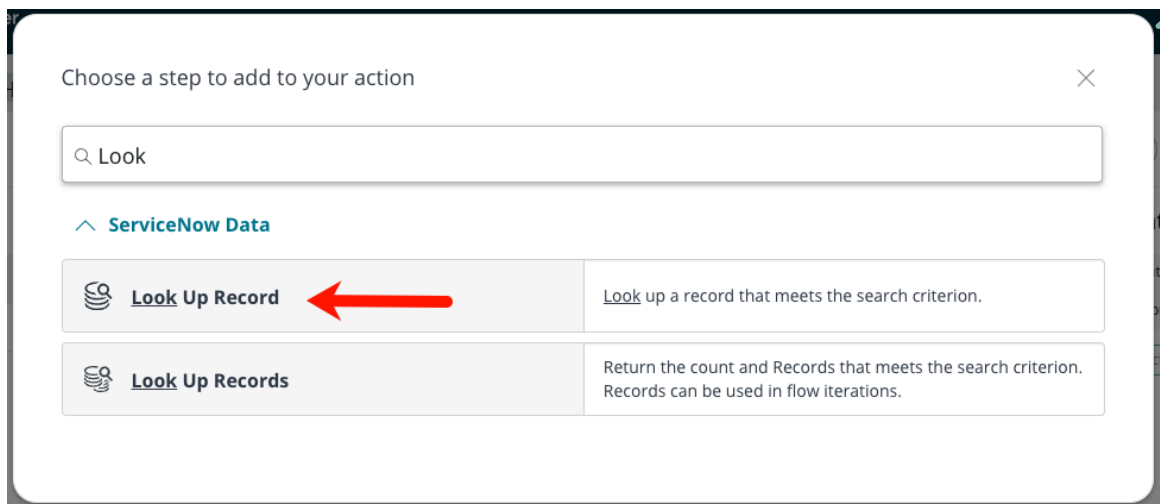 Choose a step to add to your action
Look
ServiceNow Data
Look Up Record
Look up a record that meets the search criterion.
Look Up Records
Return the count and Records that meets the search criterion.
Records can be used in flow iterations.